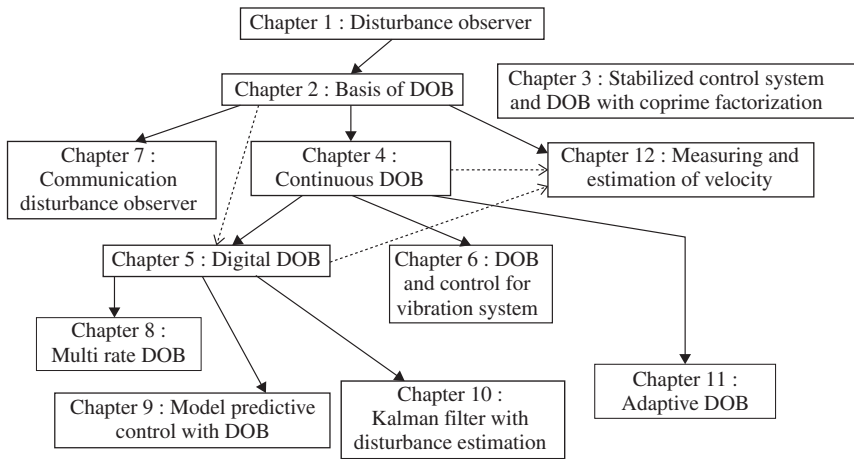 Chapter 1 : Disturbance observer
Chapter 2 : Basis of DOB
Chapter 3 : Stabilized control system
and DOB with coprime factorization
Chapter 7 :
Communication
disturbance observer
Chapter 4 :
Continuous DOB
Chapter 12 : Measuring and
estimation of velocity
Chapter 5 : Digital DOB
Chapter 6 : DOB
and control for
vibration system
Chapter 8 :
Multi rate DOB
Chapter 9 : Model predictive
control with DOB
Chapter 10 :
Kalman filter with
disturbance estimation
Chapter 11 :
Adaptive DOB